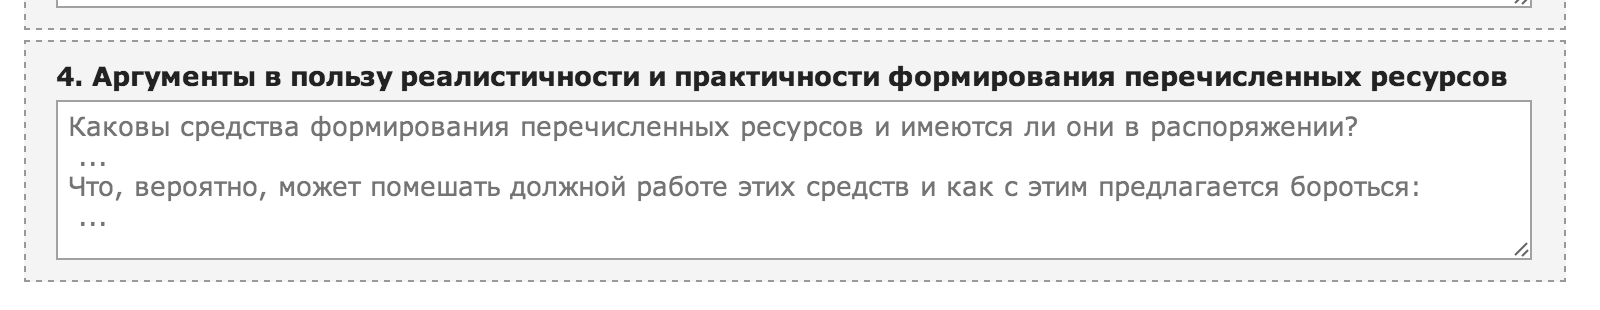 4. Аргументы в пользу реалистичности и практичности формирования перечисленных ресурсов
Каковы средства формирования перечисленных ресурсов и имеются ли они в распоряжении?
...
Что, вероятно, может помешать должной работе этих средств и как с этим предлагается бороться:
...